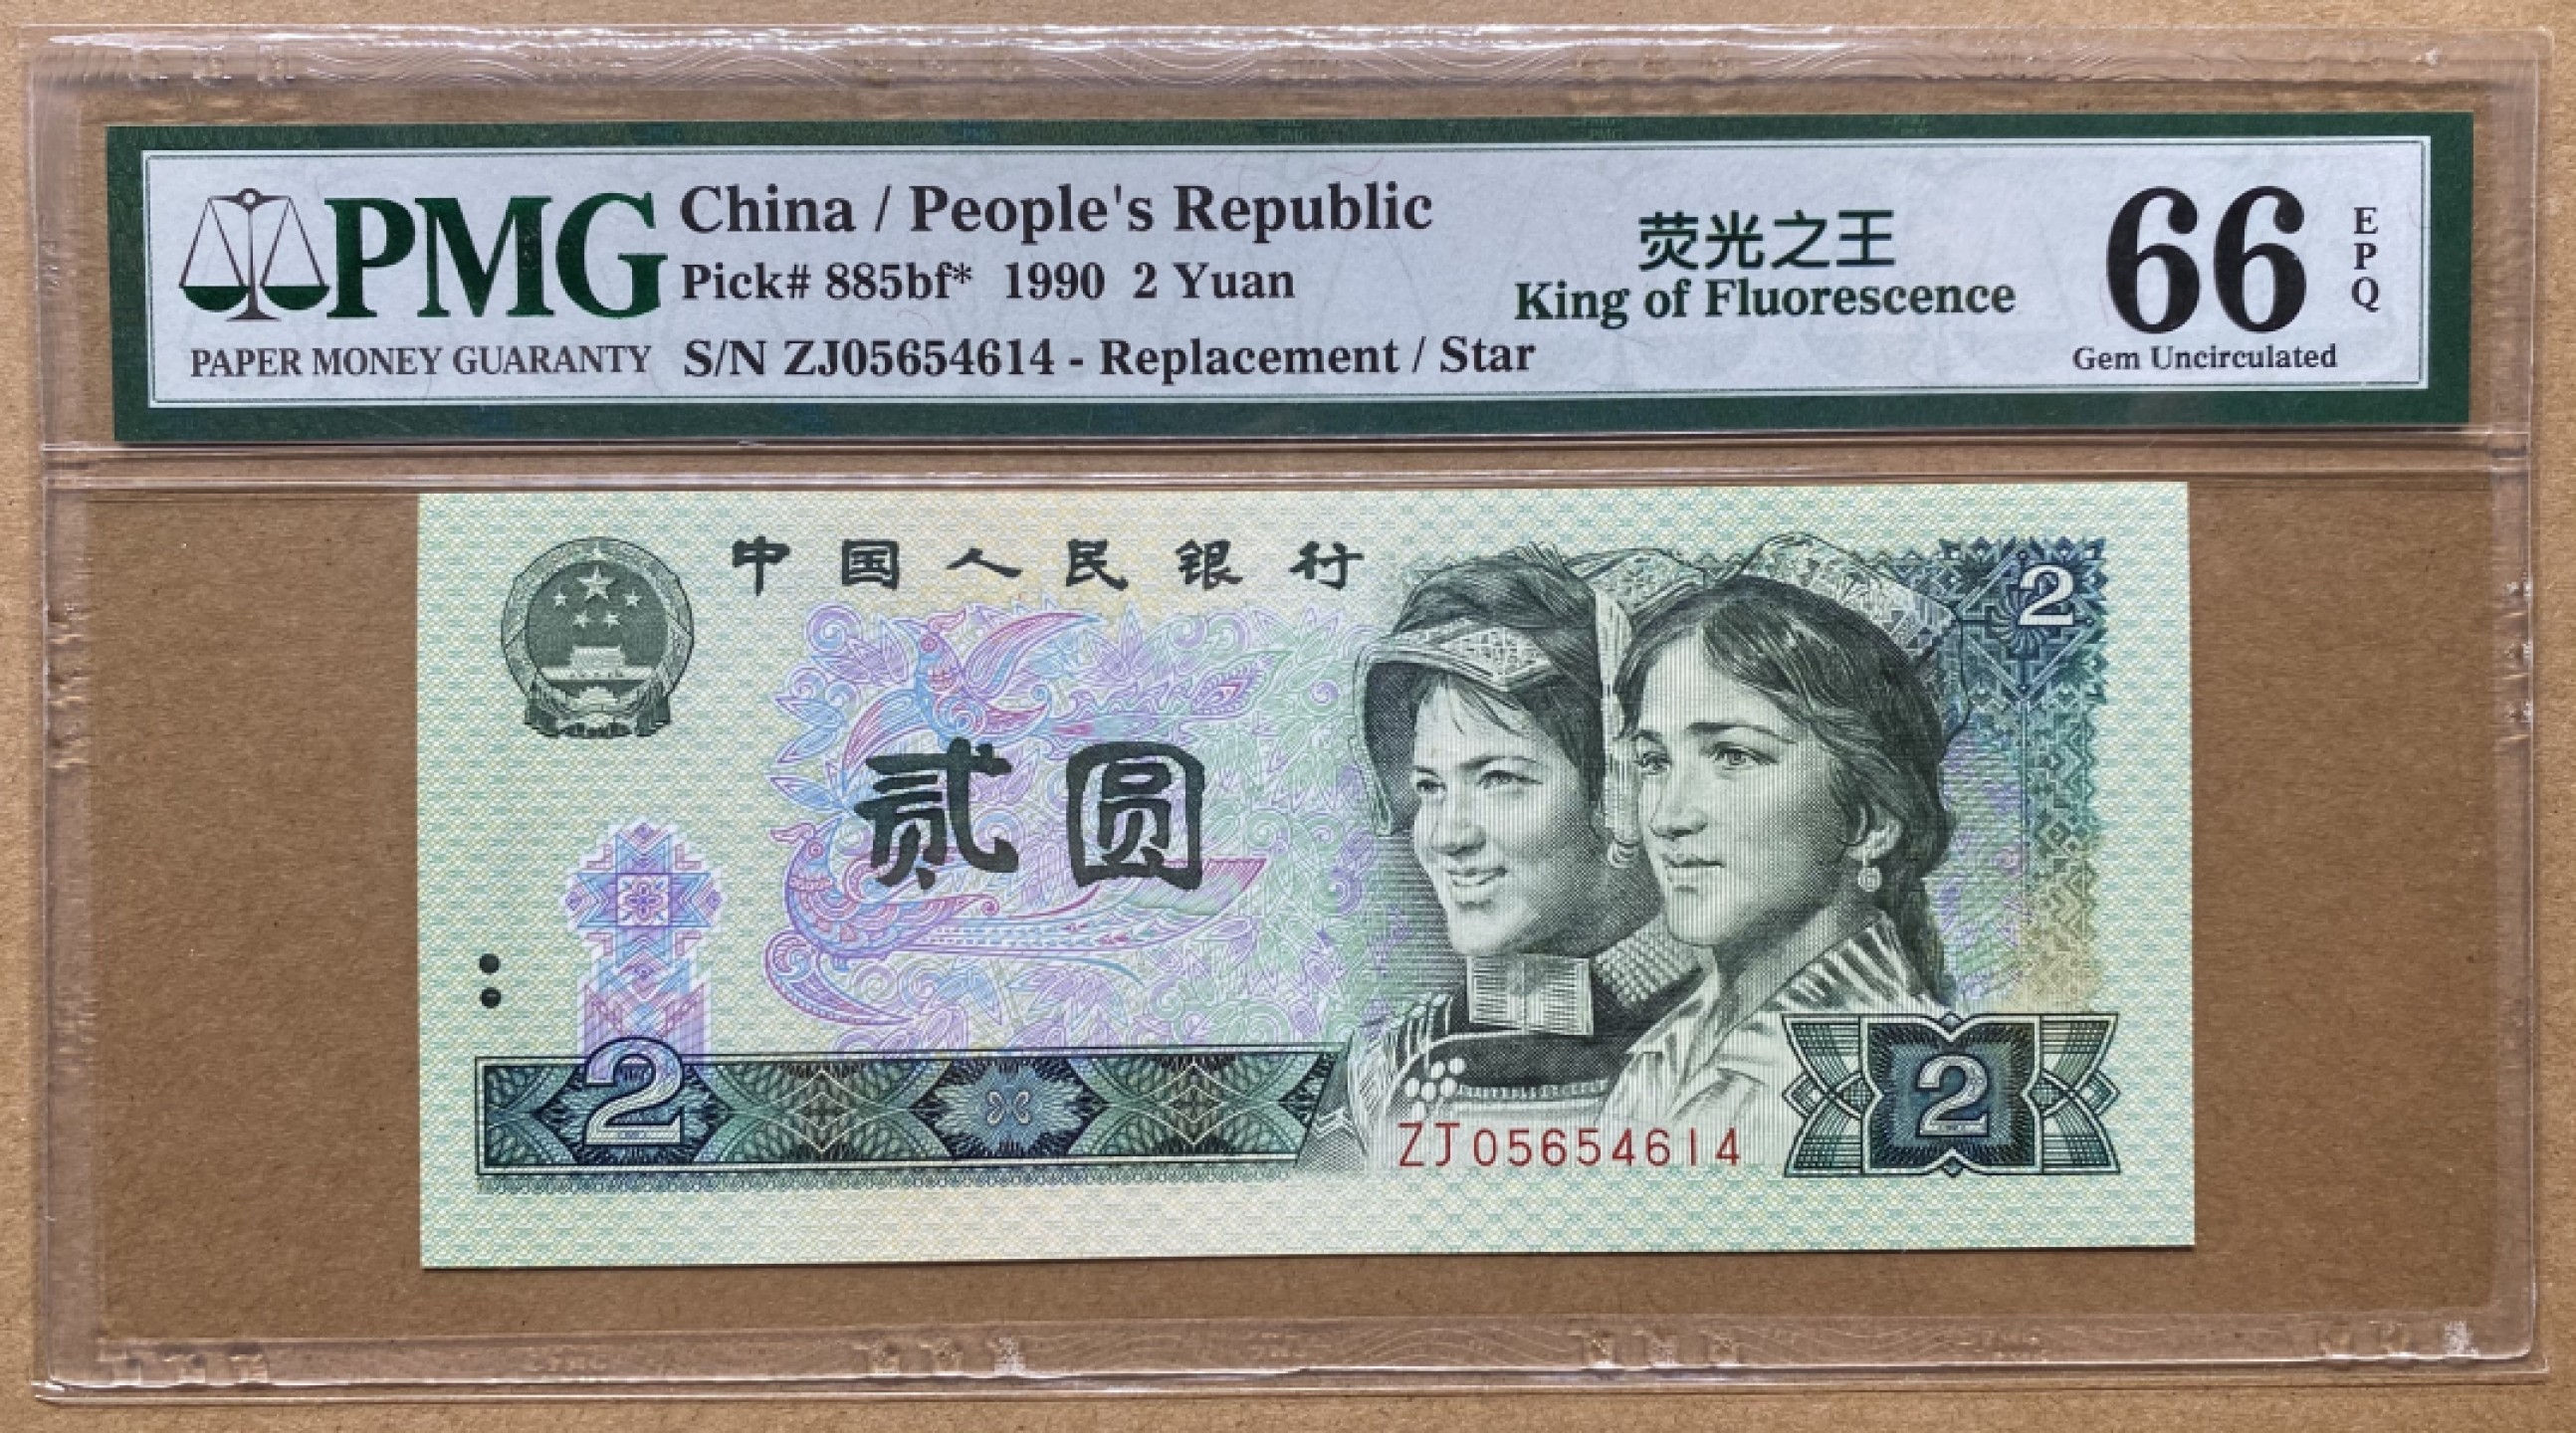 PMG
PAPER MONEY GUARANTY
China / People's Republic
Pick# 885bf* 1990 2 Yuan
S/N ZJ05654614 - Replacement / Star
荧光之王
King of Fluorescence
66
EPQ
Gem Uncirculated
中国人民银行
2
贰圆
2
2
ZJ05654614